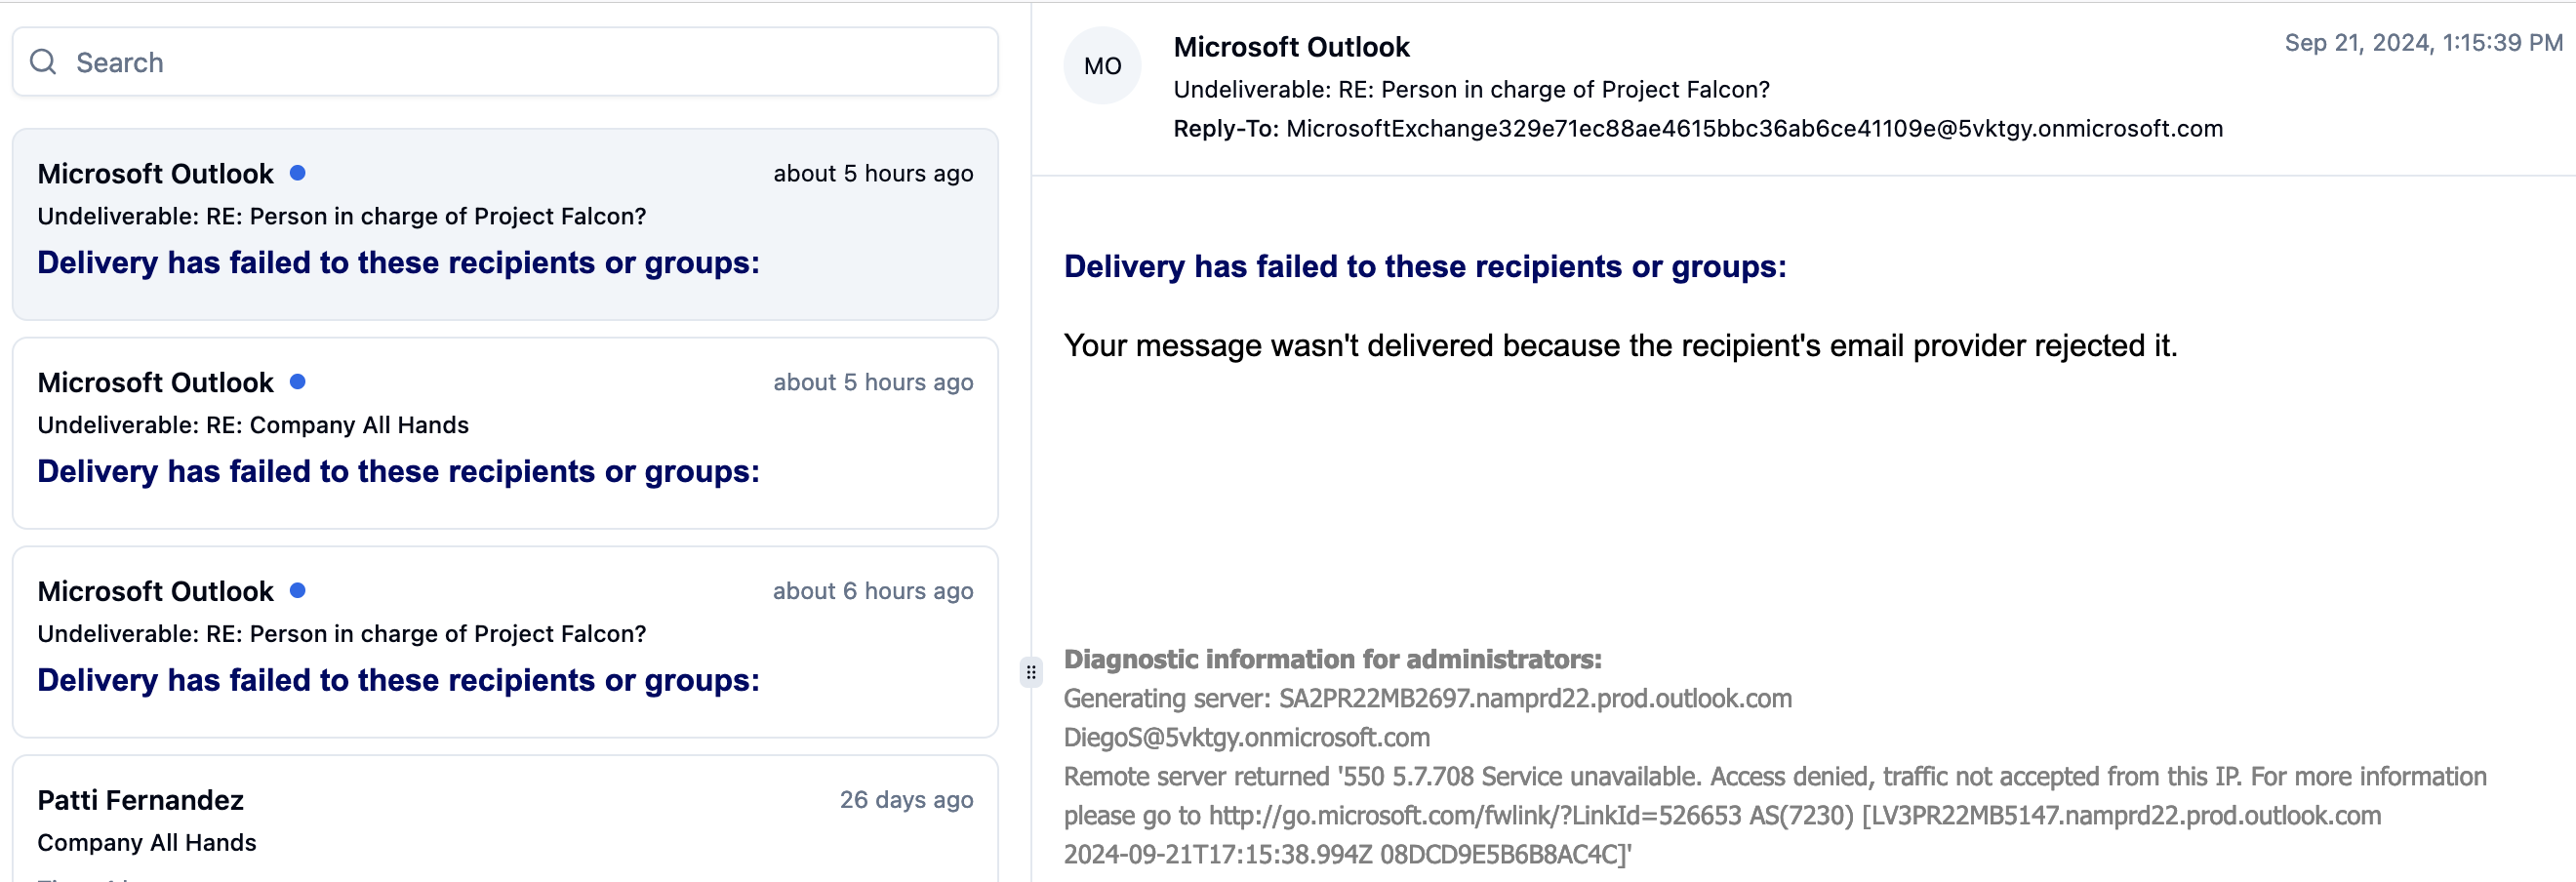 Search
Microsoft Outlook
about 5 hours ago
Undeliverable: RE: Person in charge of Project Falcon?
Delivery has failed to these recipients or groups:
Microsoft Outlook
about 5 hours ago
Undeliverable: RE: Company All Hands
Delivery has failed to these recipients or groups:
Microsoft Outlook
about 6 hours ago
Undeliverable: RE: Person in charge of Project Falcon?
Delivery has failed to these recipients or groups:
Patti Fernandez
26 days ago
Company All Hands
MO
Microsoft Outlook
Sep 21, 2024, 1:15:39 PM
Undeliverable: RE: Person in charge of Project Falcon?
Reply-To: MicrosoftExchange329e71ec88ae4615bbc36ab6ce41109e@5vktgy.onmicrosoft.com
Delivery has failed to these recipients or groups:
Your message wasn't delivered because the recipient's email provider rejected it.
Diagnostic information for administrators:
Generating server: SA2PR22MB2697.namprd22.prod.outlook.com
DiegoS@5vktgy.onmicrosoft.com
Remote server returned '550 5.7.708 Service unavailable. Access denied, traffic not accepted from this IP. For more information
please go to http://go.microsoft.com/fwlink/?LinkId=526653 AS(7230) [LV3PR22MB5147.namprd22.prod.outlook.com
2024-09-21T17:15:38.994Z 08DCD9E5B6B8AC4C]'